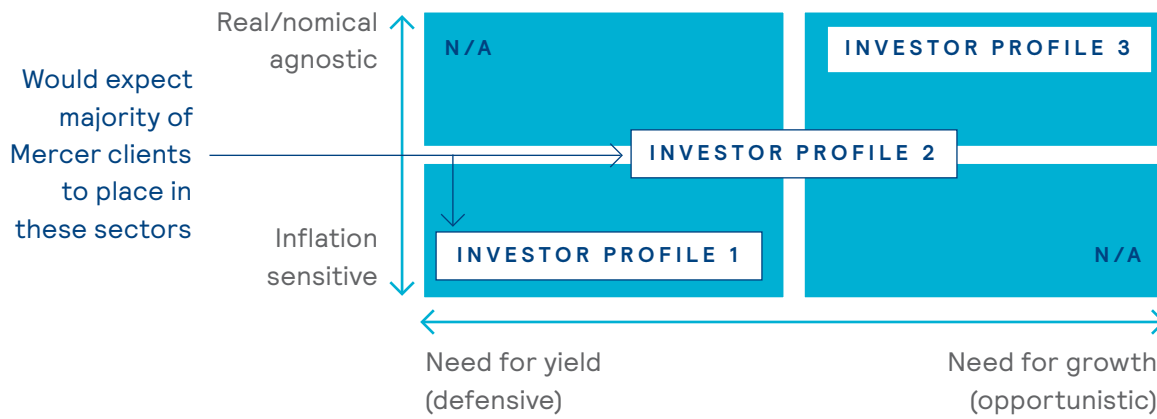 Would expect
majority of
Mercer clients
to place in
these sectors
Real/nomical
agnostic
Inflation
sensitive
N/A
INVESTOR PROFILE 3
INVESTOR PROFILE 2
INVESTOR PROFILE 1
N/A
Need for yield
(defensive)
Need for growth
(opportunistic)